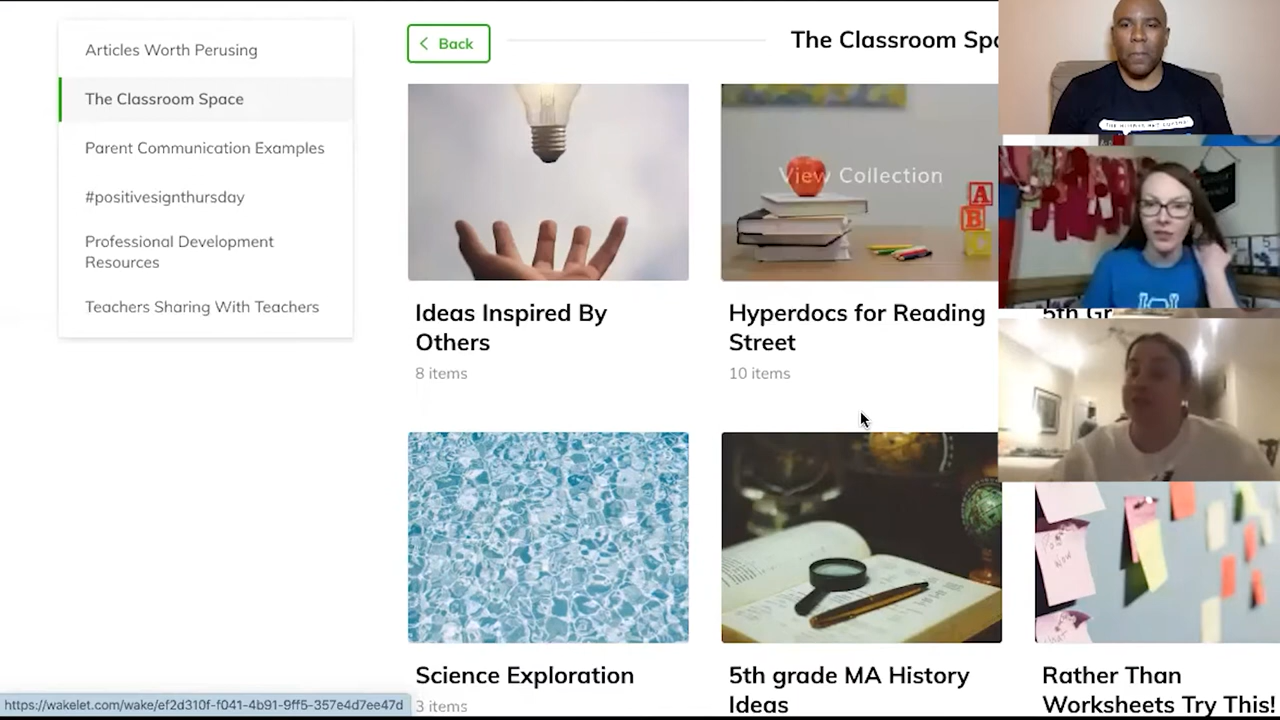 Articles Worth Perusing
The Classroom Space
Parent Communication Examples
#positivesignthursday
Professional Development
Resources
Teachers Sharing With Teachers
Back
The Classroom Spa
View Collection
A
B
Ideas Inspired By
Others
8 items
Hyperdocs for Reading
Street
10 items
5th Gr
Science Exploration
3 items
5th grade MA History
Ideas
Rather Than
Worksheets Try This!
https://wakelet.com/wake/ef2d310f-f041-4b91-9ff5-357e4d7ee47d